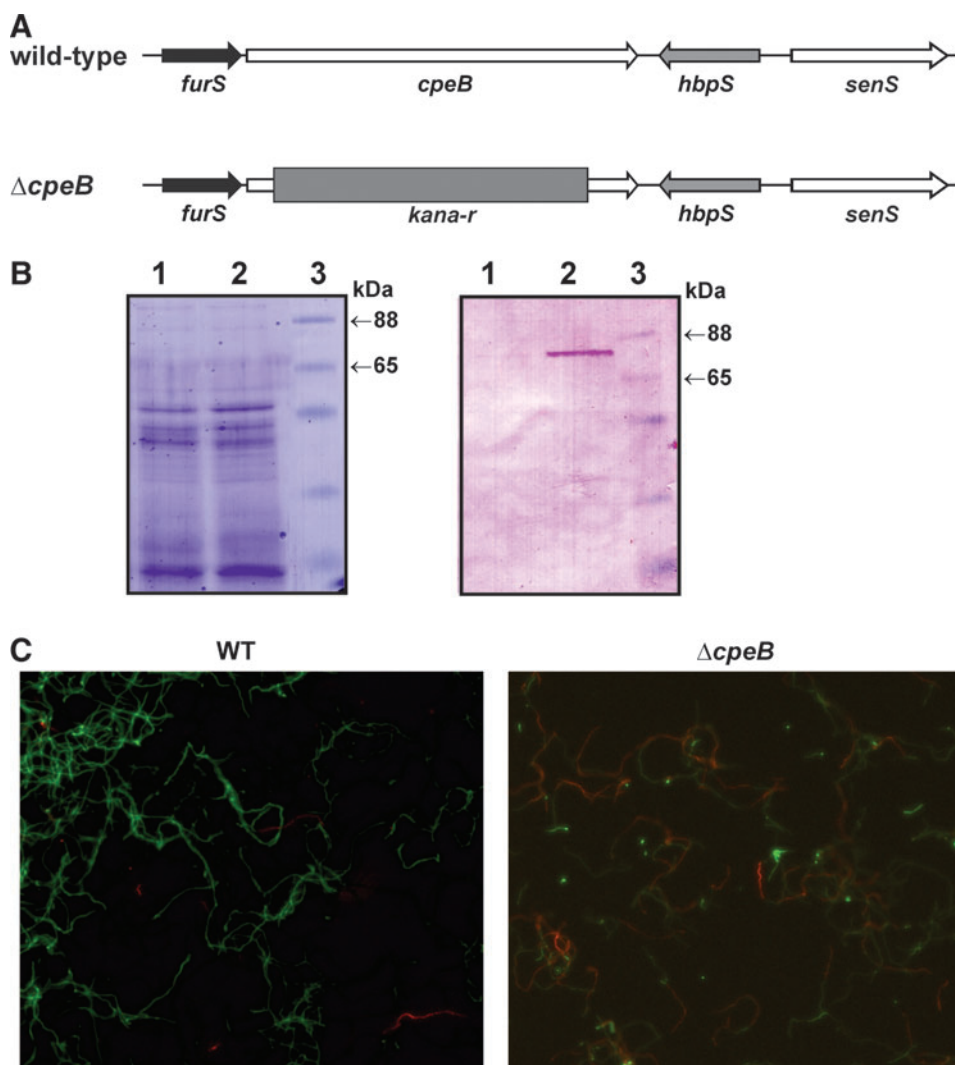 A
wild-type
furS cpeB hbpS senS
ΔcpeB
furS kana-r hbpS senS
B
1 2 3
kDa
←88
←65
1 2 3
kDa
←88
←65
C
WT ΔcpeB